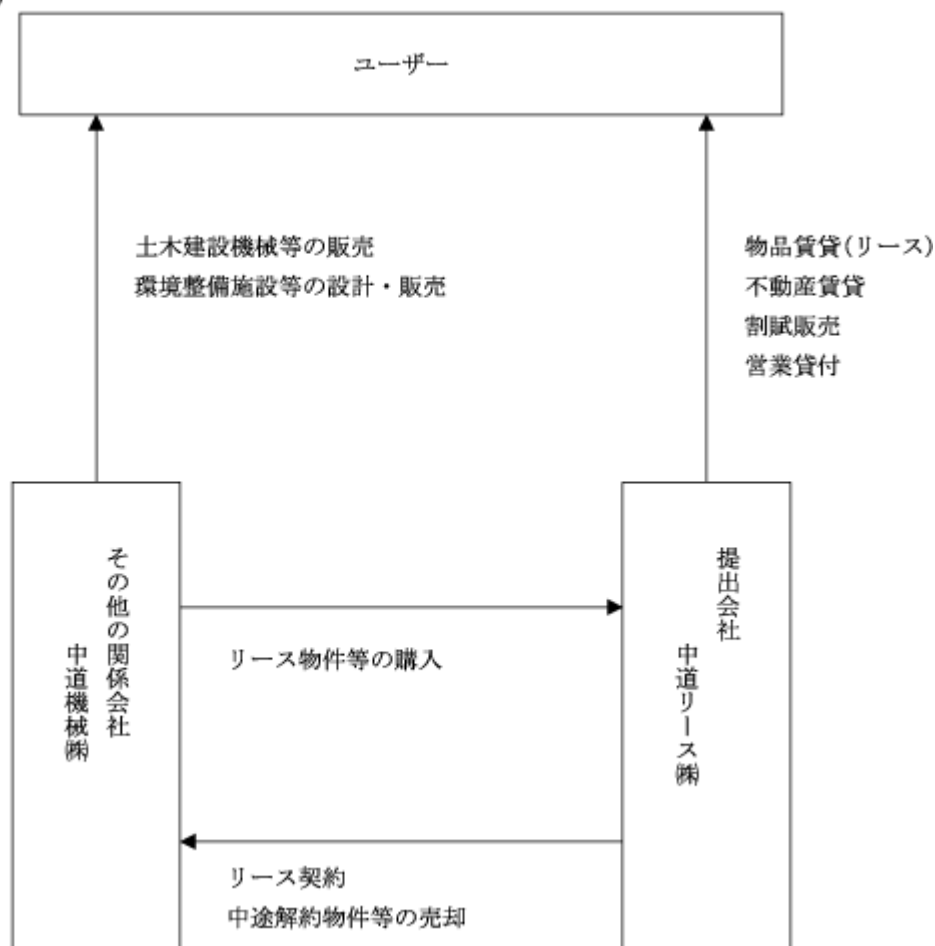 ユーザー
土木建設機械等の販売
環境整備施設等の設計・販売
物品賃貸(リース)
不動産賃貸
割賦販売
営業貸付
その他の関係会社
中道機械㈱
提出会社
中道リース㈱
リース物件等の購入
リース契約
中途解約物件等の売却